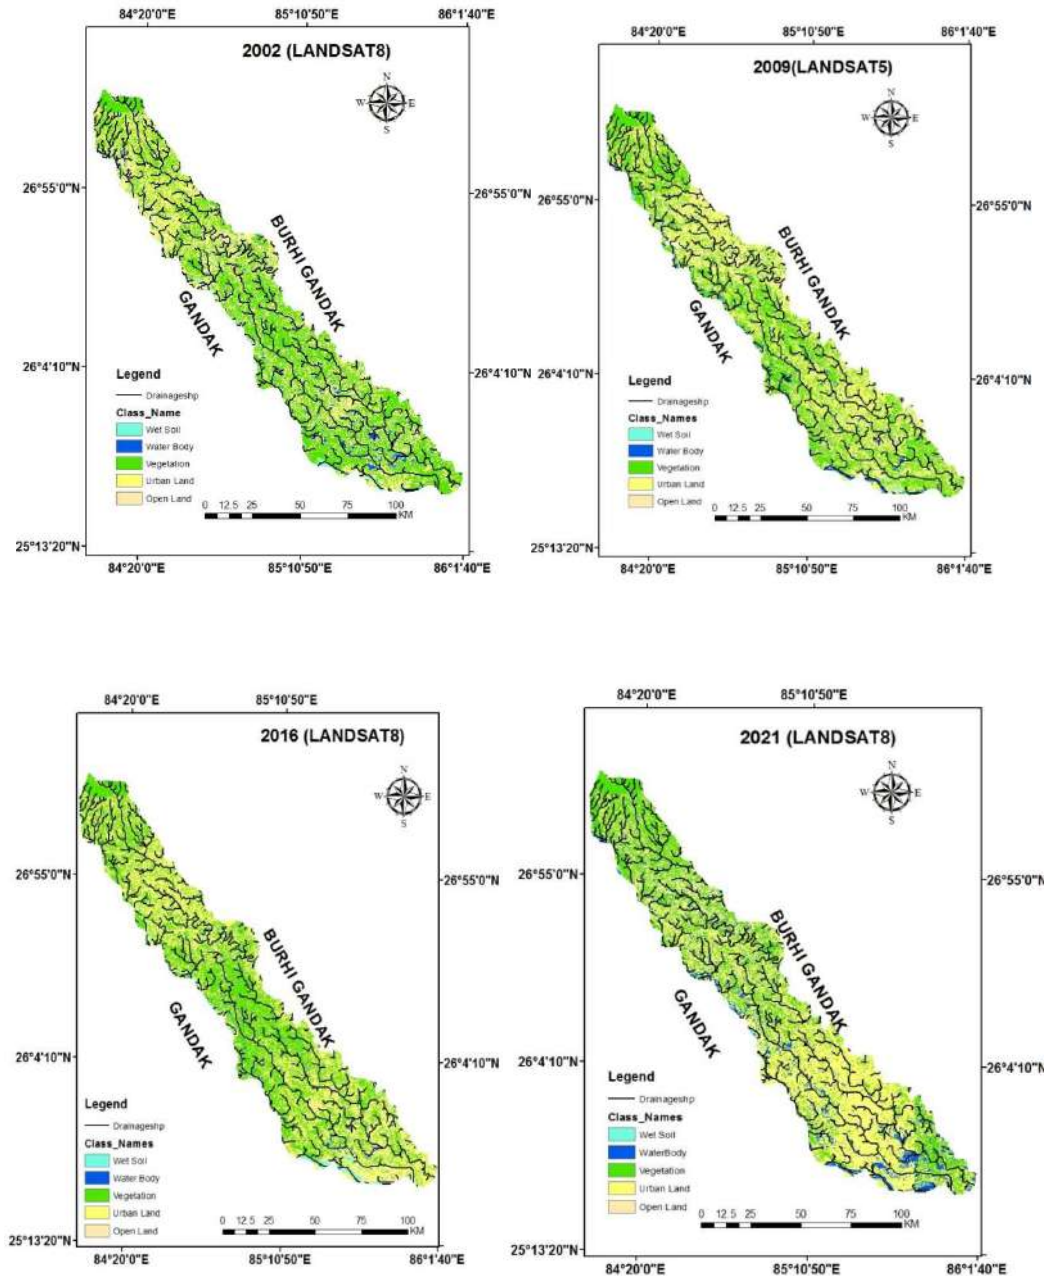 84°20'0"E 85°10'50"E 86°1'40"E
2002 (LANDSAT8)
N
W E
S
26°55'0"N 26°55'0"N
BURHI GANDAK
GANDAK
26°4'10"N 26°4'10"N
Legend
Drainageshp
Class_Name
Wet Soil
Water Body
Vegetation
Urban Land
Open Land
0 12.5 25 50 75 100
KM
25°13'20"N
84°20'0"E 85°10'50"E 86°1'40"E
84°20'0"E 85°10'50"E 86°1'40"E
2009(LANDSAT5)
N
W E
S
26°55'0"N 26°55'0"N
BURHI GANDAK
GANDAK
26°4'10"N 26°4'10"N
Legend
Drainageshp
Class_Names
Wet Soil
Water Body
Vegetation
Urban Land
Open Land
0 12.5 25 50 75 100
KM
25°13'20"N
84°20'0"E 85°10'50"E 86°1'40"E
84°20'0"E 85°10'50"E
2016 (LANDSAT8)
N
W E
S
26°55'0"N 26°55'0"N
BURHI GANDAK
GANDAK
26°4'10"N 26°4'10"N
Legend
Drainageshp
Class_Names
Wet Soil
Water Body
Vegetation
Urban Land
Open Land
0 12.5 25 50 75 100
KM
25°13'20"N
84°20'0"E 85°10'50"E 86°1'40"E
84°20'0"E 85°10'50"E
2021 (LANDSAT8)
N
W E
S
26°55'0"N 26°55'0"N
BURHI GANDAK
GANDAK
26°4'10"N 26°4'10"N
Legend
Drainageshp
Class_Names
Wet Soil
WaterBody
Vegetation
Urban Land
Open Land
0 12.5 25 50 75 100
KM
25°13'20"N
84°20'0"E 85°10'50"E 86°1'40"E